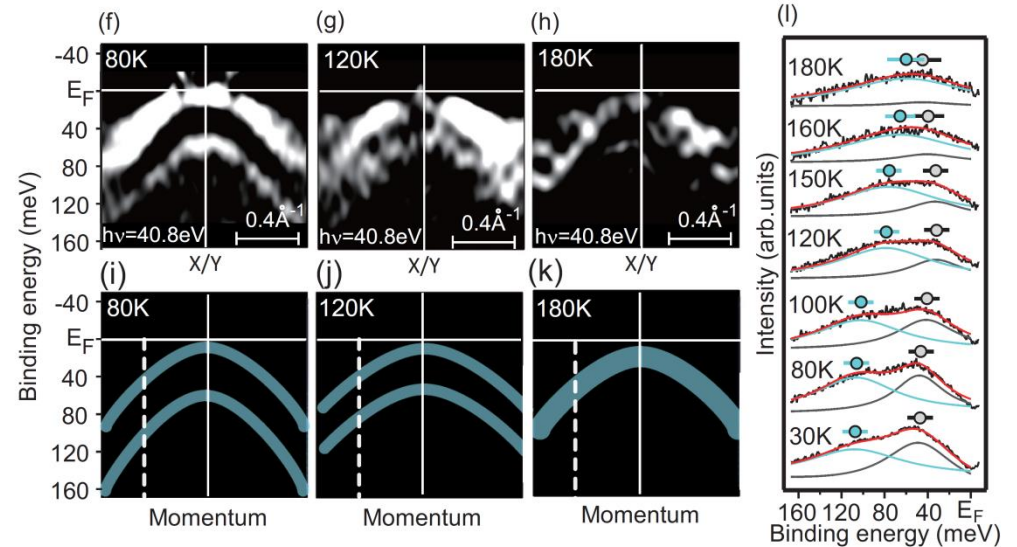 (f)
(g)
(h)
(l)
80K
120K
180K
-40
E_F
40
80
120
160
Binding energy (meV)
hν=40.8eV
0.4Å⁻¹
hν=40.8eV
0.4Å⁻¹
hν=40.8eV
0.4Å⁻¹
X/Y
X/Y
X/Y
(i)
(j)
(k)
80K
120K
180K
-40
E_F
40
80
120
160
Momentum
Momentum
Momentum
Intensity (arb.units)
180K
160K
150K
120K
100K
80K
30K
160 120 80 40 E_F
Binding energy (meV)